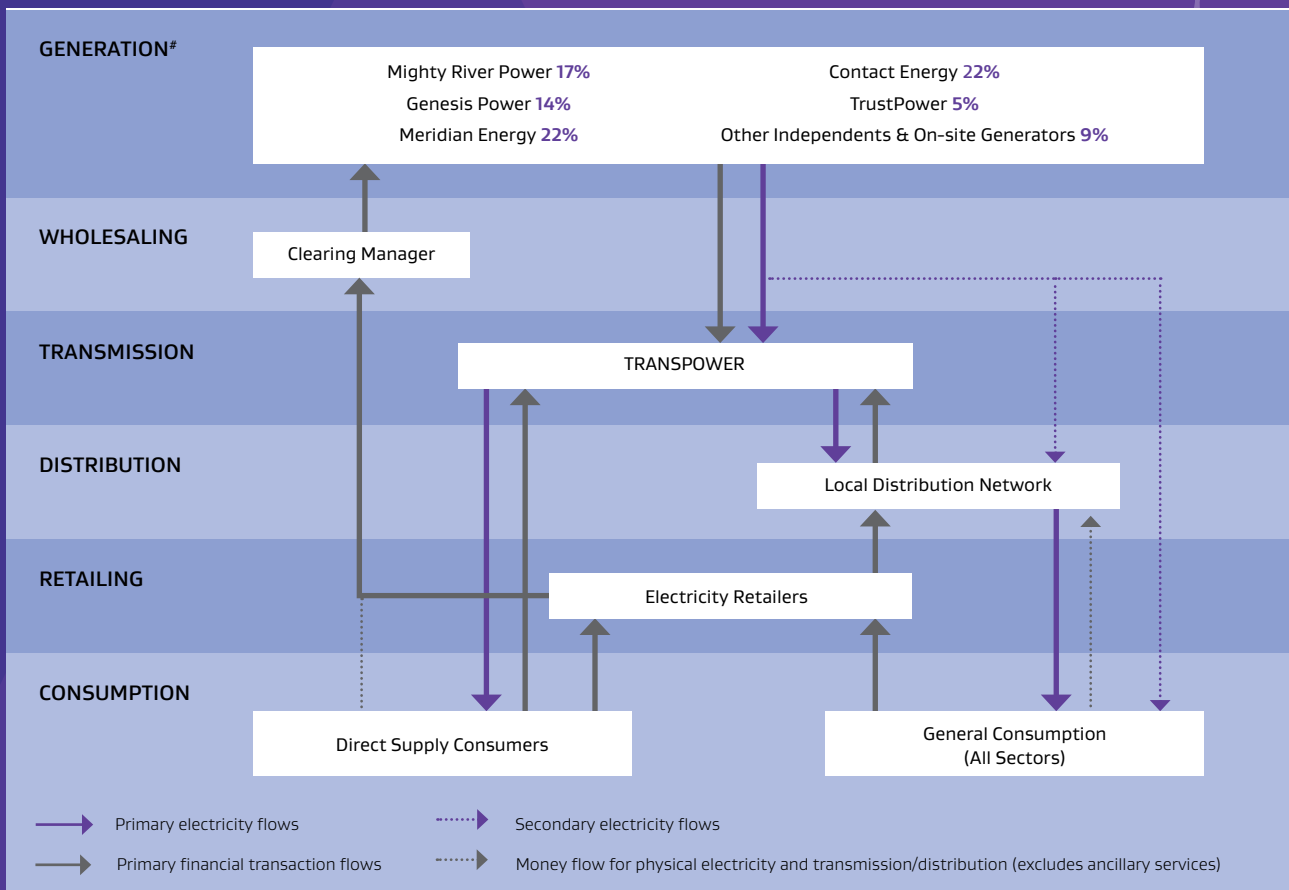 GENERATION#
Mighty River Power 17%
Genesis Power 14%
Meridian Energy 22%
Contact Energy 22%
TrustPower 5%
Other Independents & On-site Generators 9%
WHOLESALING
Clearing Manager
TRANSMISSION
TRANSPOWER
DISTRIBUTION
Local Distribution Network
RETAILING
Electricity Retailers
CONSUMPTION
Direct Supply Consumers
General Consumption
(All Sectors)
Primary electricity flows
Secondary electricity flows
Primary financial transaction flows
Money flow for physical electricity and transmission/distribution (excludes ancillary services)